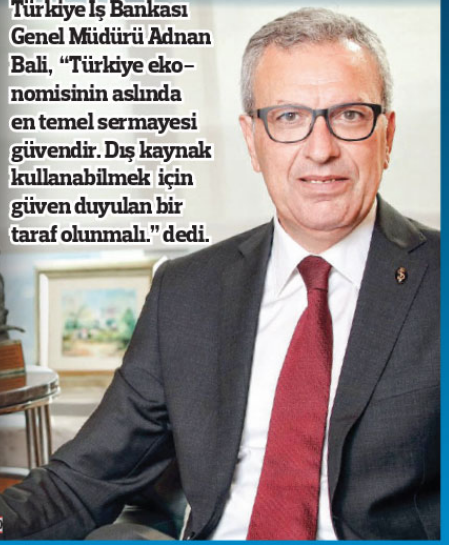 Türkiye İş Bankası
Genel Müdürü Adnan
Bali, “Türkiye eko-
nomisinin aslında
en temel sermayesi
güvendir. Dış kaynak
kullanabilmek için
güven duyulan bir
taraf olunmalı.” dedi.